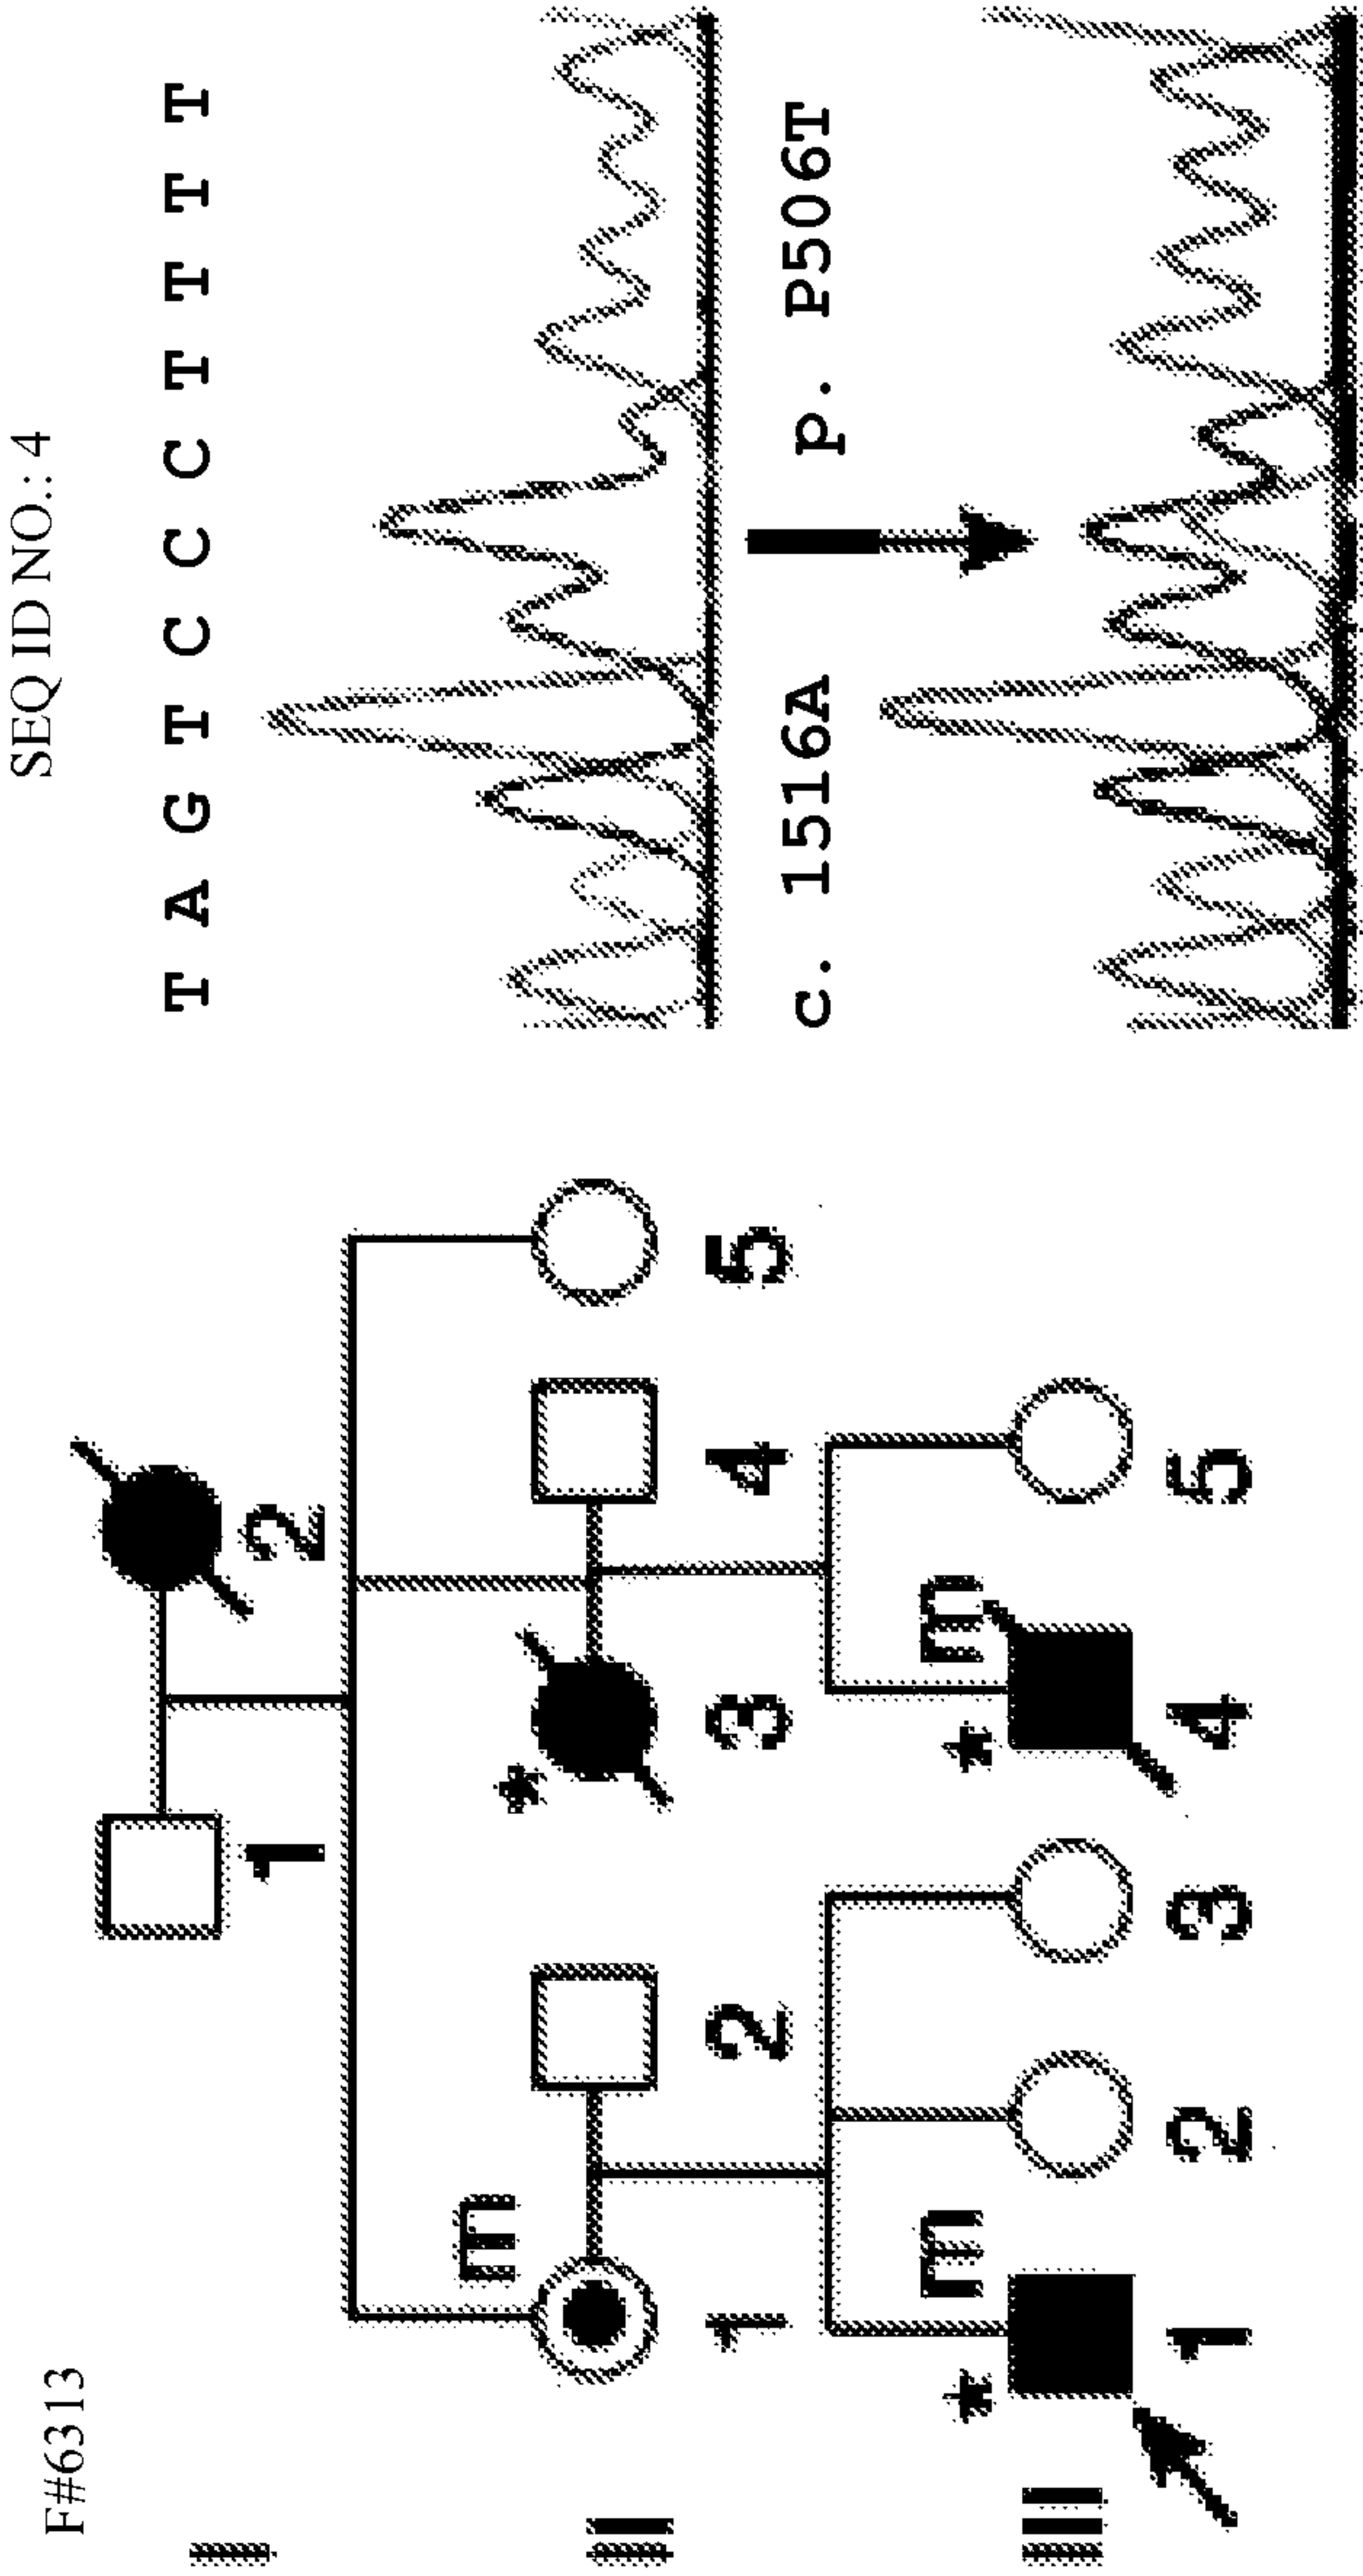 F#6313
SEQ ID NO.: 4
T A G T C C C T T T T
I
1 2
m * 
II
1 2 3 4 5
c. 1516A p. P506T
* m * m
III
1 2 3 4 5